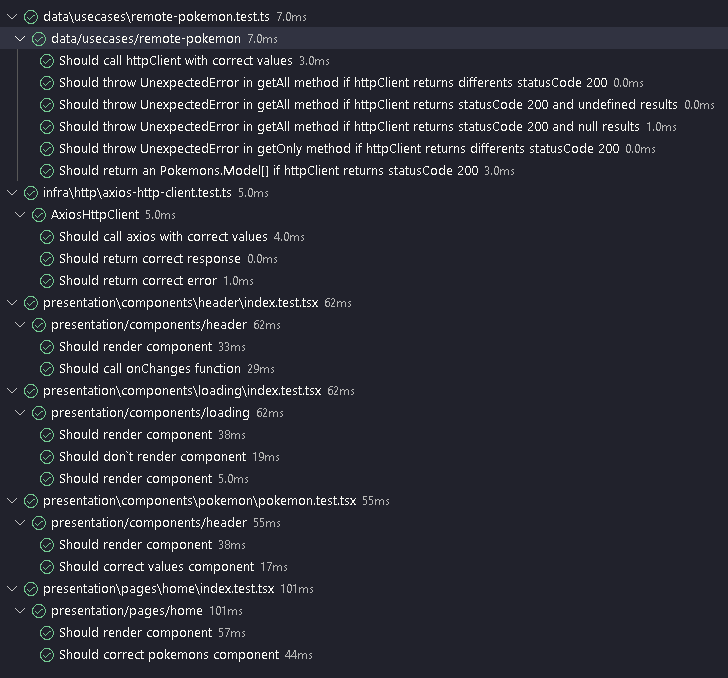 data\usecases\remote-pokemon.test.ts 7.0ms
data/usecases/remote-pokemon 7.0ms
Should call httpClient with correct values 3.0ms
Should throw UnexpectedError in getAll method if httpClient returns differents statusCode 200 0.0ms
Should throw UnexpectedError in getAll method if httpClient returns statusCode 200 and undefined results 0.0ms
Should throw UnexpectedError in getAll method if httpClient returns statusCode 200 and null results 1.0ms
Should throw UnexpectedError in getOnly method if httpClient returns differents statusCode 200 0.0ms
Should return an Pokemons.Model[] if httpClient returns statusCode 200 3.0ms
infra\http\axios-http-client.test.ts 5.0ms
AxiosHttpClient 5.0ms
Should call axios with correct values 4.0ms
Should return correct response 0.0ms
Should return correct error 1.0ms
presentation\components\header\index.test.tsx 62ms
presentation/components/header 62ms
Should render component 33ms
Should call onChanges function 29ms
presentation\components\loading\index.test.tsx 62ms
presentation/components/loading 62ms
Should render component 38ms
Should don`t render component 19ms
Should render component 5.0ms
presentation\components\pokemon\pokemon.test.tsx 55ms
presentation/components/header 55ms
Should render component 38ms
Should correct values component 17ms
presentation\pages\home\index.test.tsx 101ms
presentation/pages/home 101ms
Should render component 57ms
Should correct pokemons component 44ms